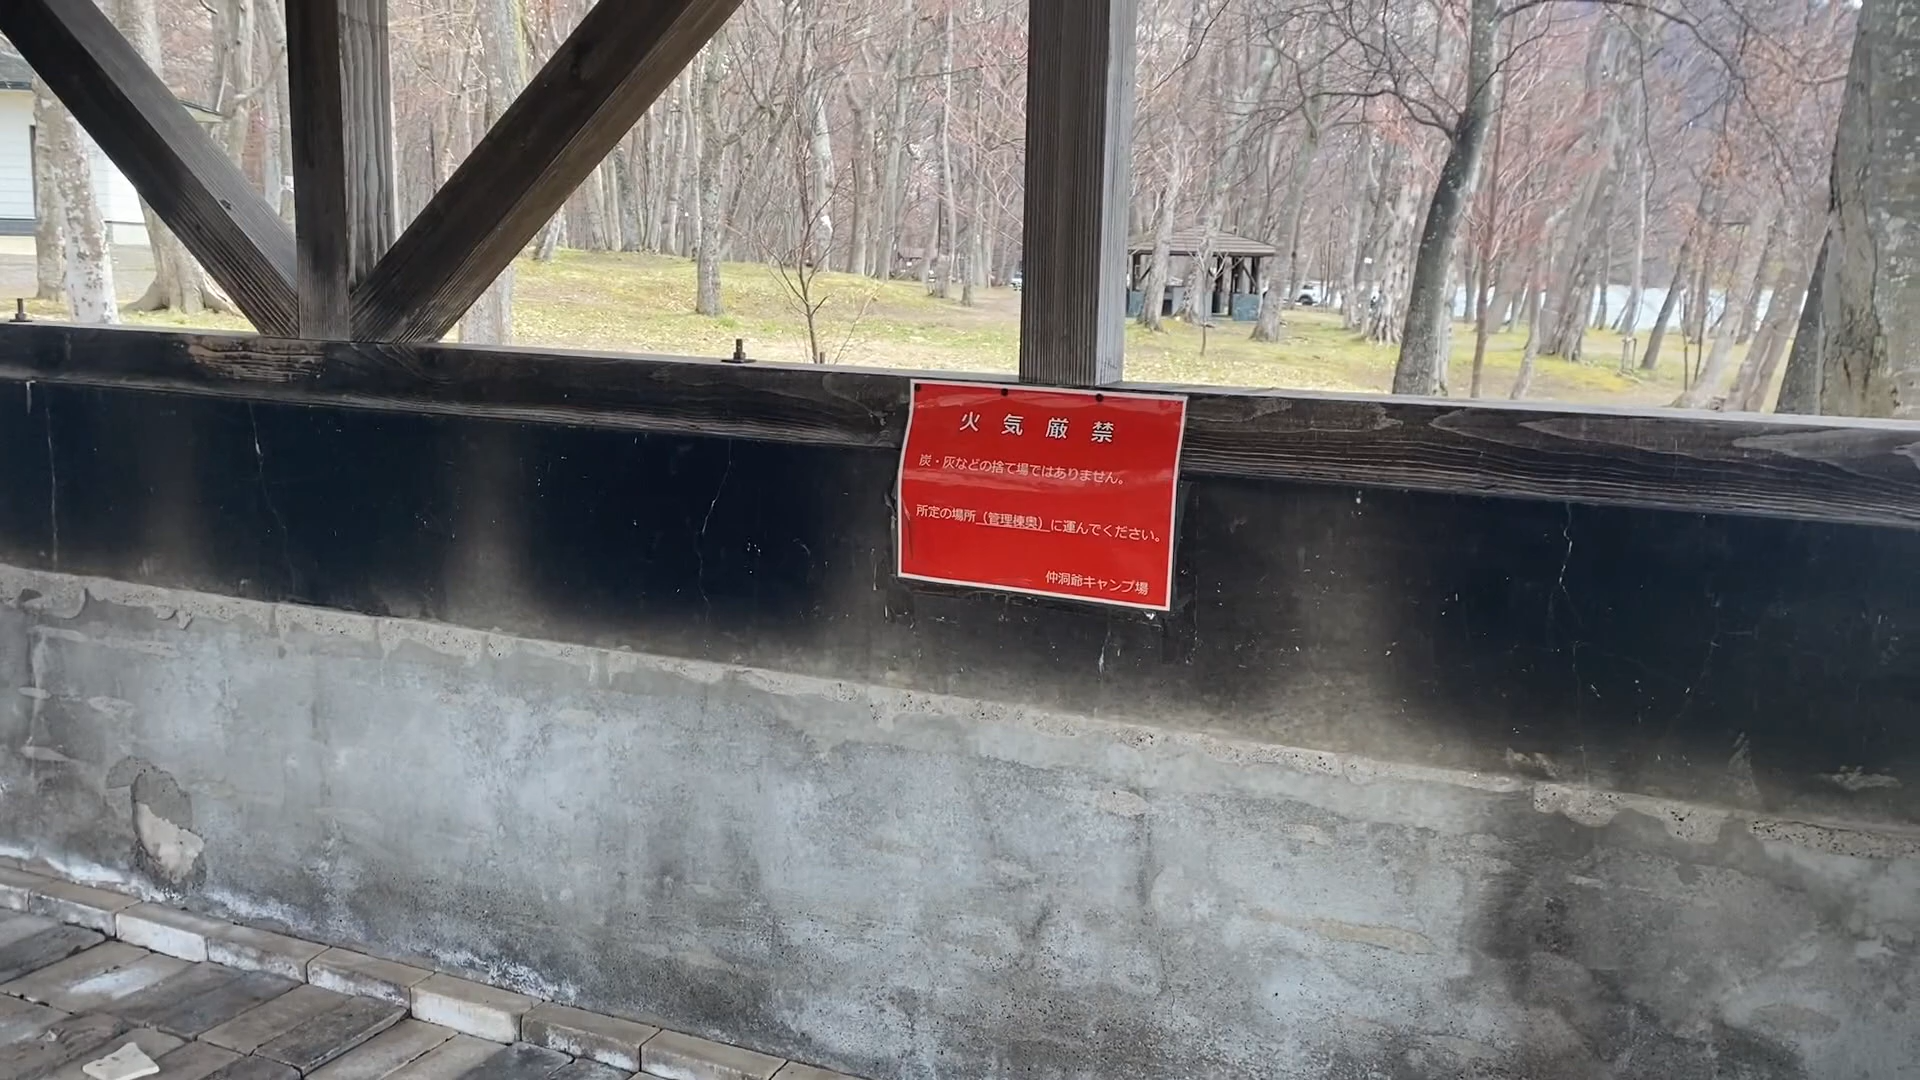 火気厳禁
炭・灰などの捨て場ではありません。
所定の場所（管理棟奥）に運んでください。
仲洞爺キャンプ場